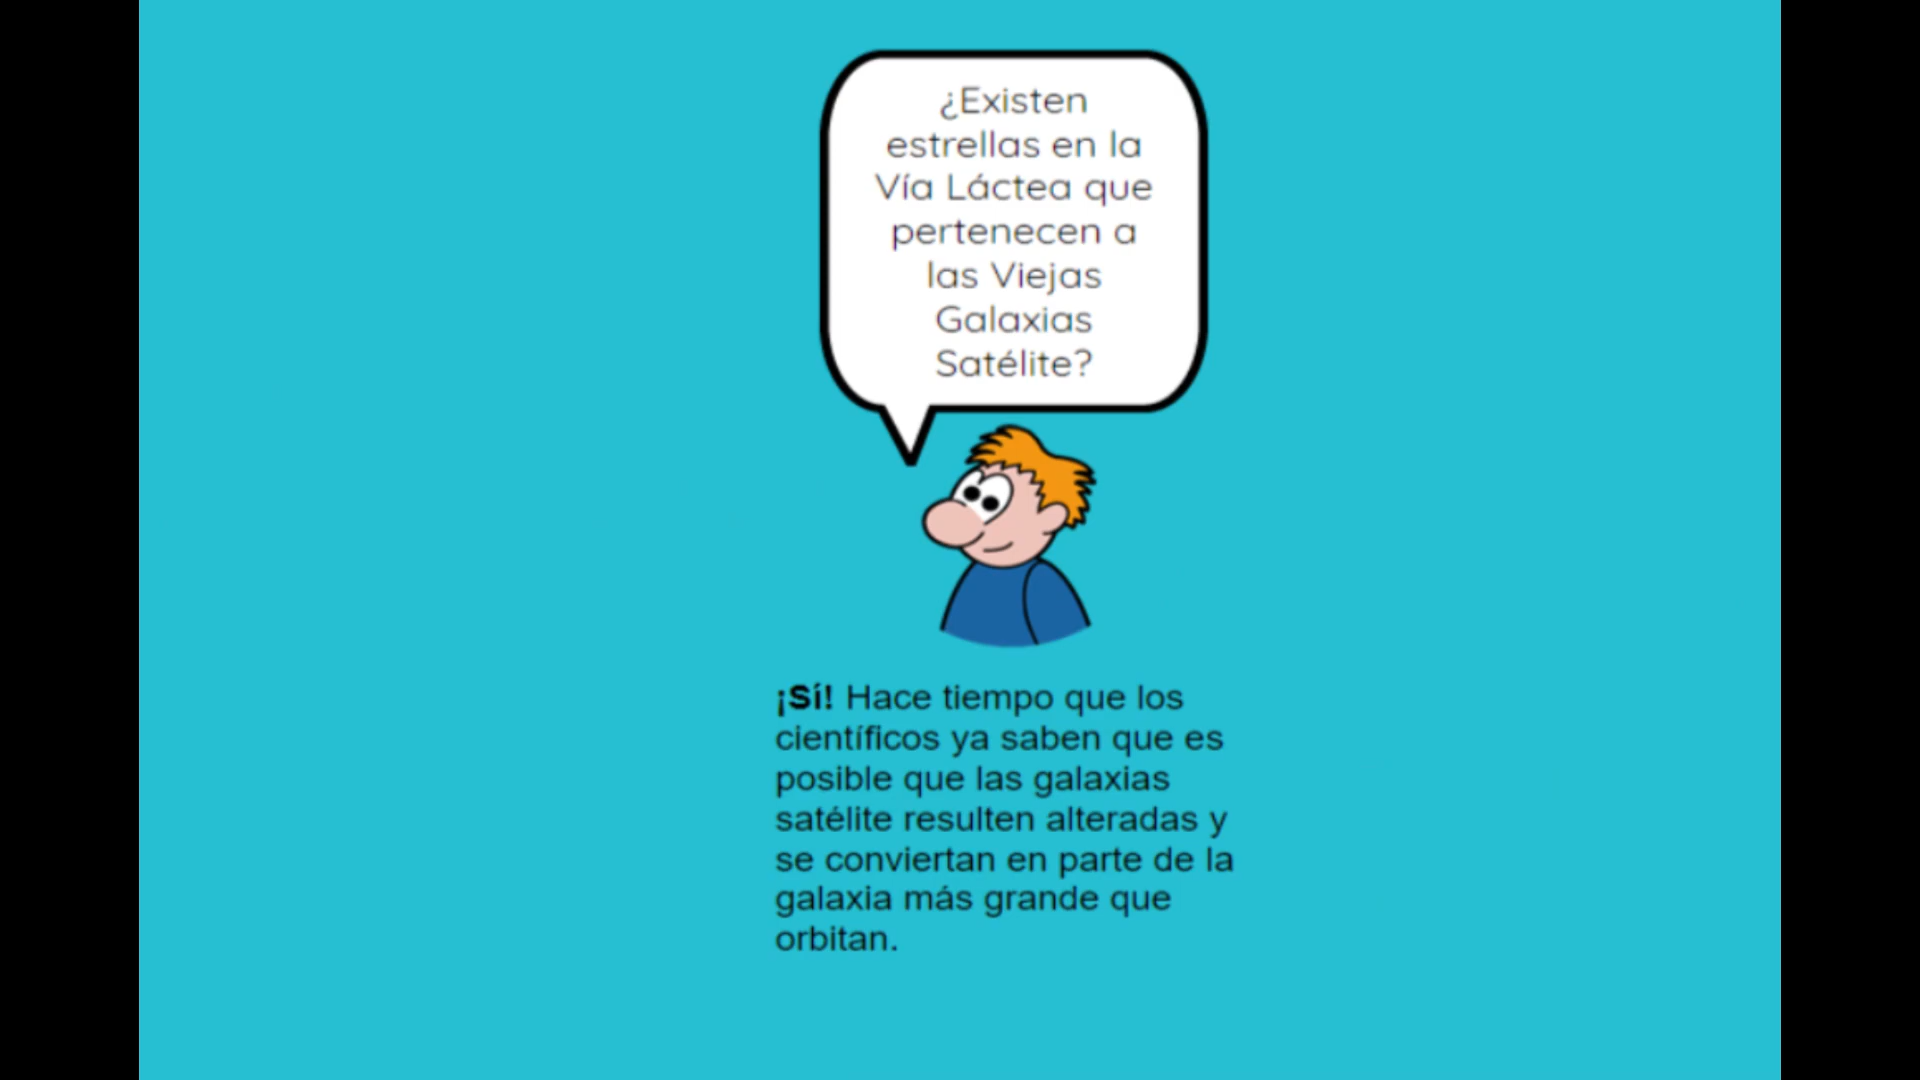 ¿Existen
estrellas en la
Vía Láctea que
pertenecen a
las Viejas
Galaxias
Satélite?
¡Sí! Hace tiempo que los
científicos ya saben que es
posible que las galaxias
satélite resulten alteradas y
se conviertan en parte de la
galaxia más grande que
orbitan.